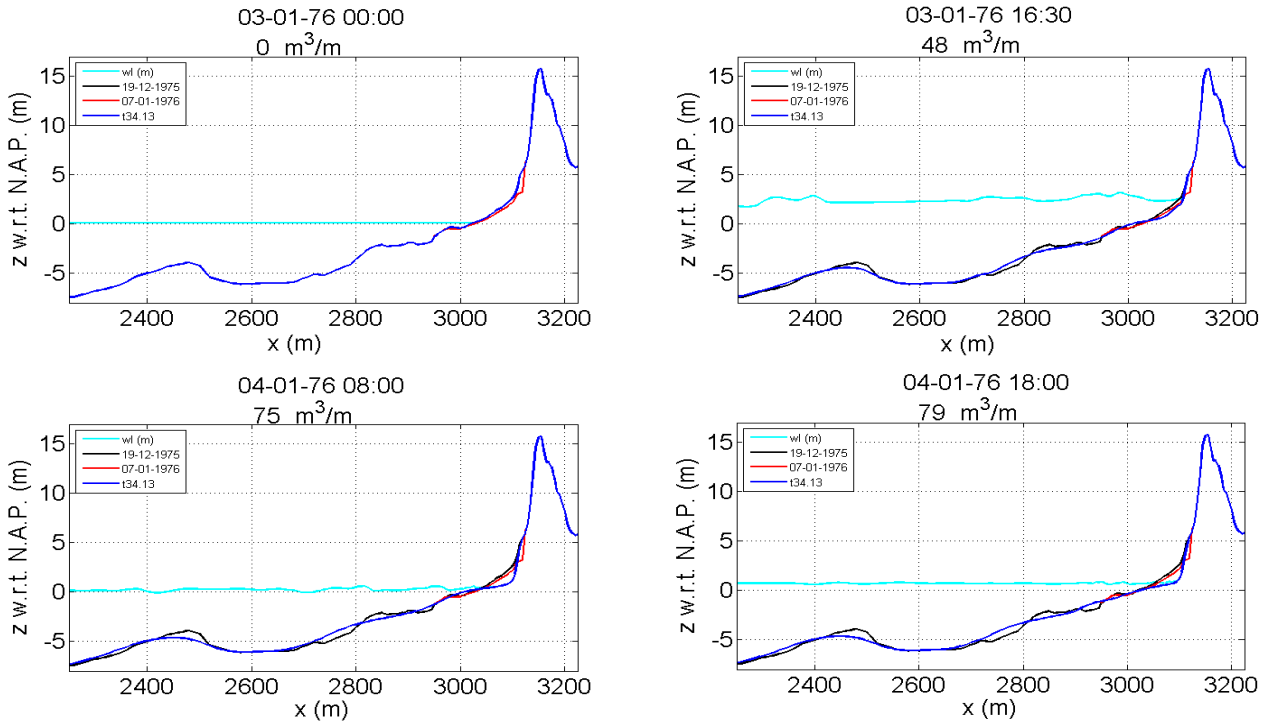 03-01-76 00:00
0 m³/m
wl (m)
19-12-1975
07-01-1976
t34.13
15
10
5
0
-5
z w.r.t. N.A.P. (m)
2400 2600 2800 3000 3200
x (m)
03-01-76 16:30
48 m³/m
wl (m)
19-12-1975
07-01-1976
t34.13
15
10
5
0
-5
z w.r.t. N.A.P. (m)
2400 2600 2800 3000 3200
x (m)
04-01-76 08:00
75 m³/m
wl (m)
19-12-1975
07-01-1976
t34.13
15
10
5
0
-5
z w.r.t. N.A.P. (m)
2400 2600 2800 3000 3200
x (m)
04-01-76 18:00
79 m³/m
wl (m)
19-12-1975
07-01-1976
t34.13
15
10
5
0
-5
z w.r.t. N.A.P. (m)
2400 2600 2800 3000 3200
x (m)